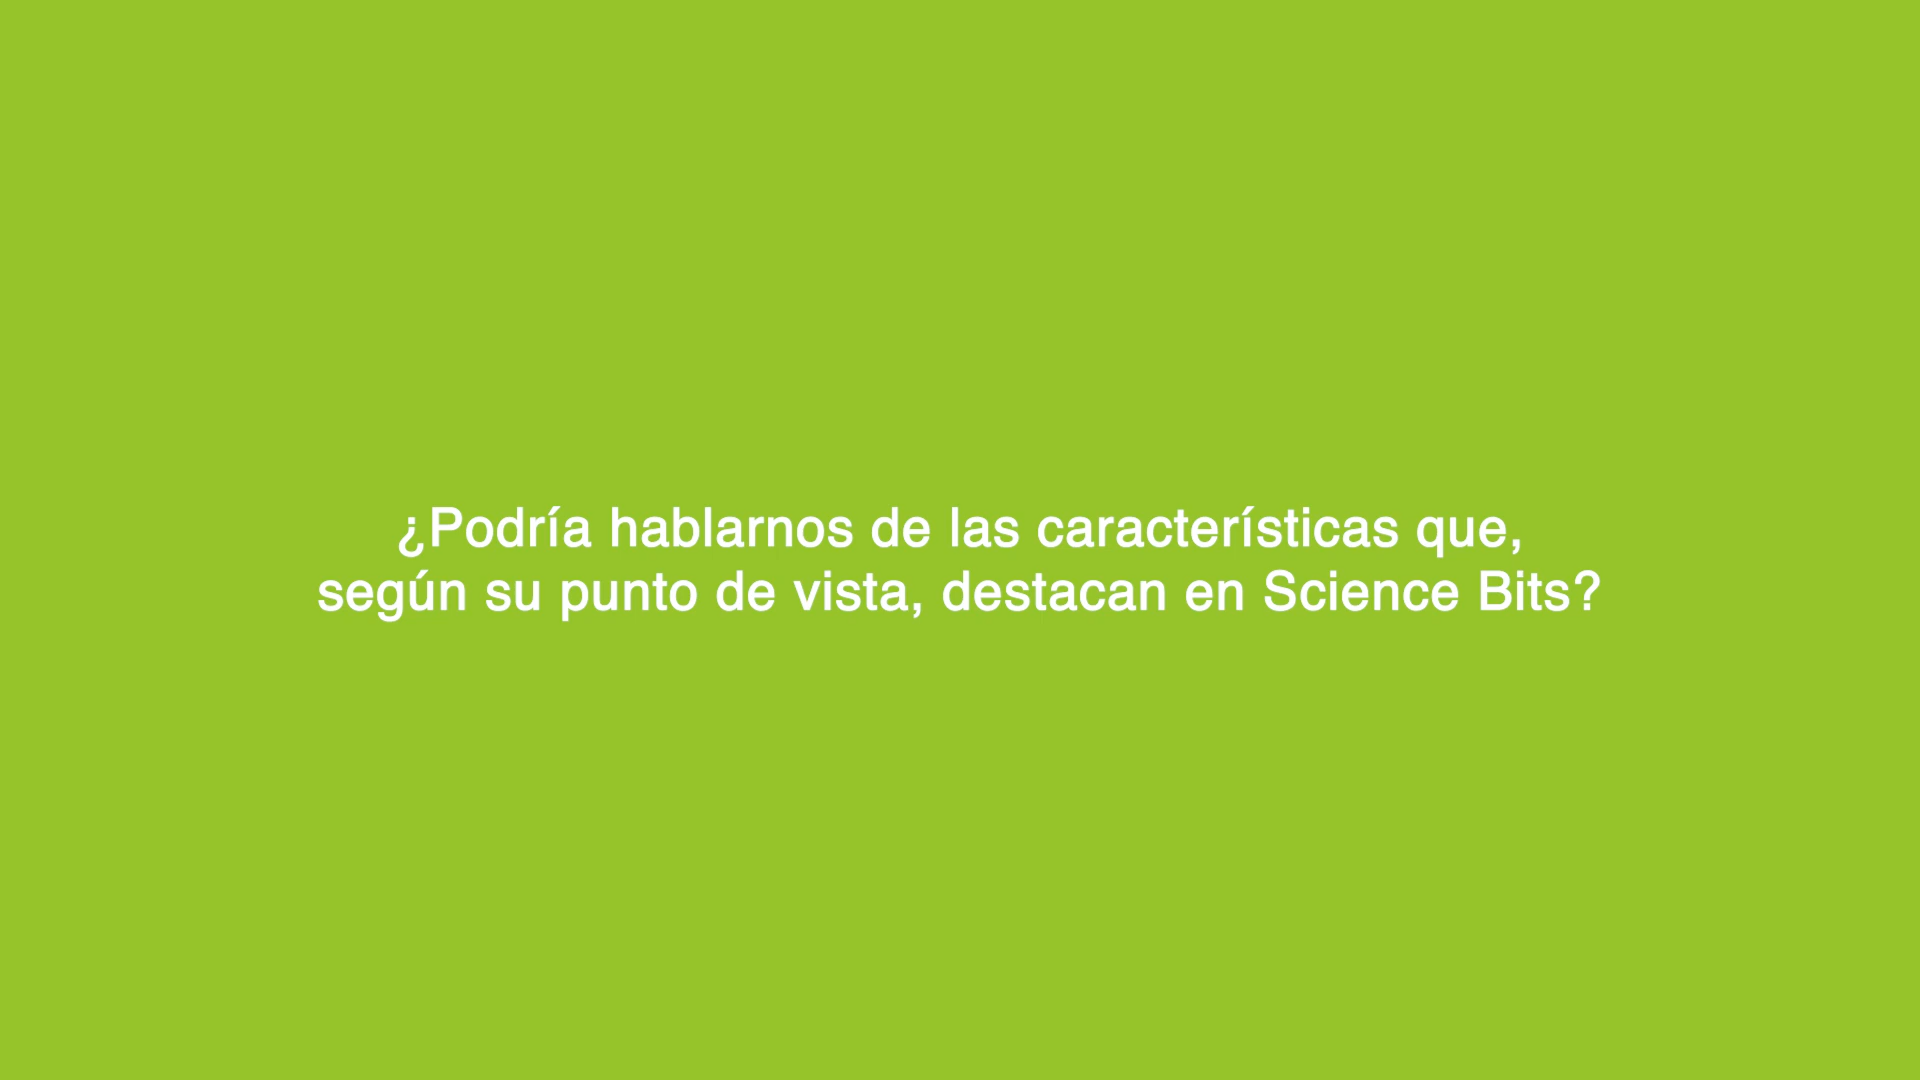 ¿Podría hablarnos de las características que,
según su punto de vista, destacan en Science Bits?